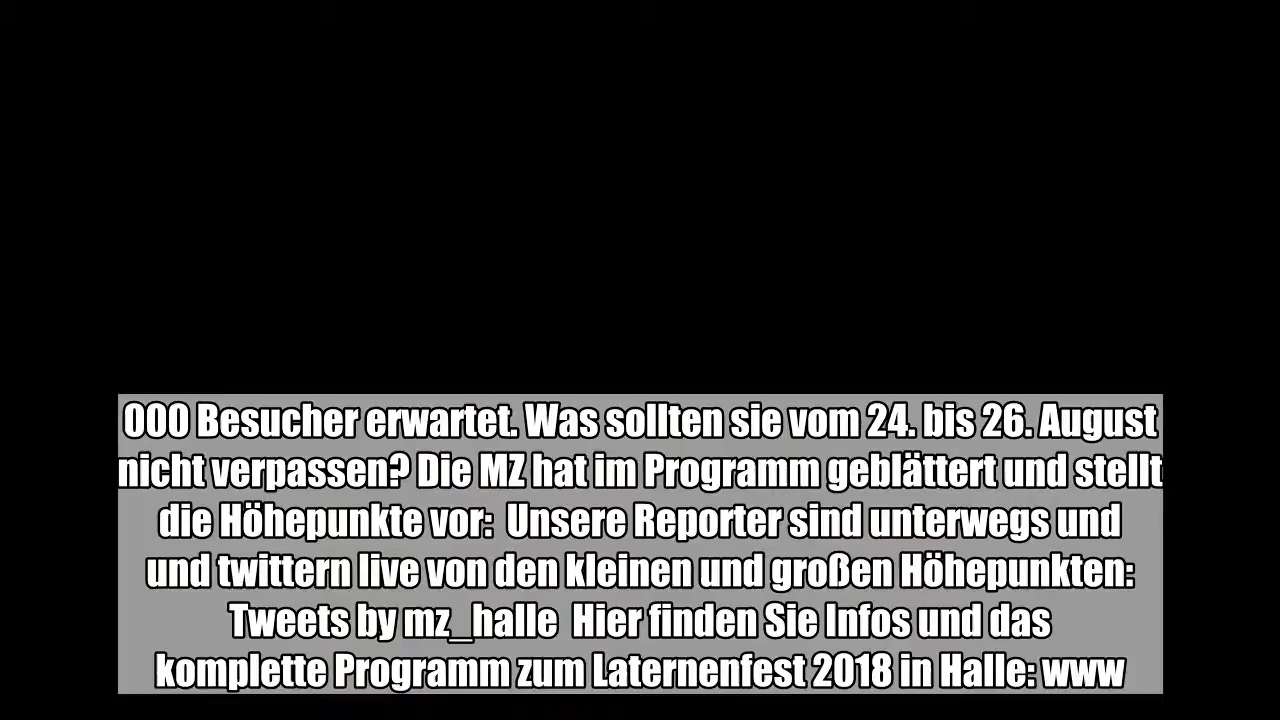 000 Besucher erwartet. Was sollten sie vom 24. bis 26. August
nicht verpassen? Die MZ hat im Programm geblättert und stellt
die Höhepunkte vor:  Unsere Reporter sind unterwegs und
und twittern live von den kleinen und großen Höhepunkten:
Tweets by mz_halle  Hier finden Sie Infos und das
komplette Programm zum Laternenfest 2018 in Halle: www